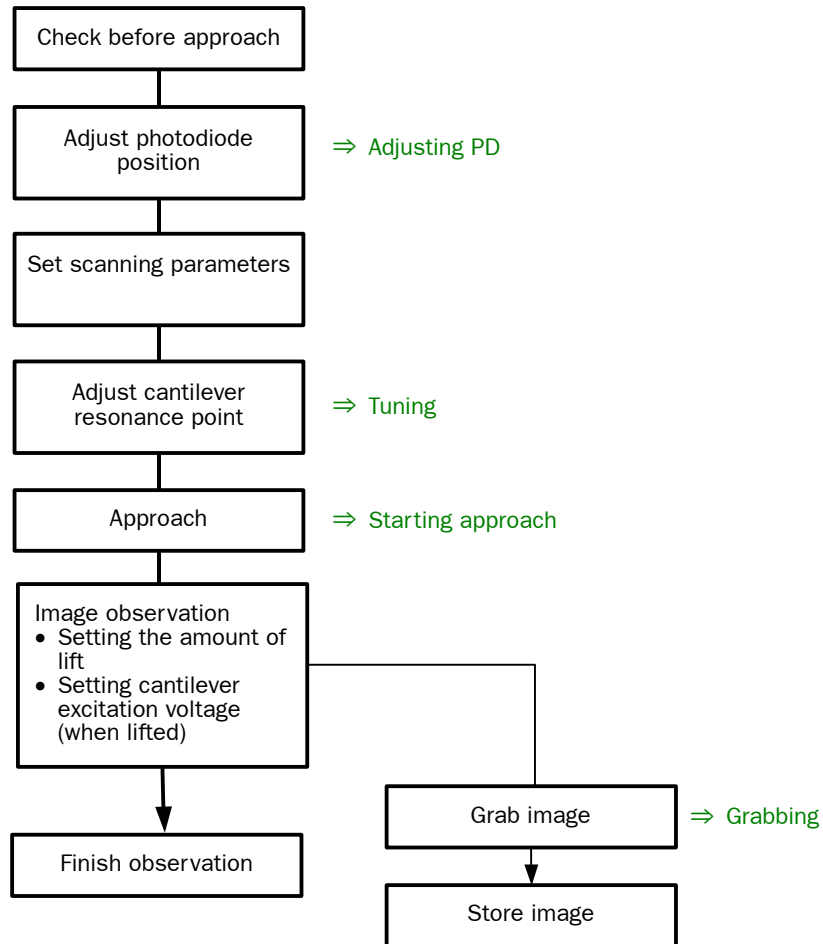 Check before approach
Adjust photodiode
position
⇒ Adjusting PD
Set scanning parameters
Adjust cantilever
resonance point
⇒ Tuning
Approach
⇒ Starting approach
Image observation
• Setting the amount of
lift
• Setting cantilever
excitation voltage
(when lifted)
Grab image
⇒ Grabbing
Finish observation
Store image